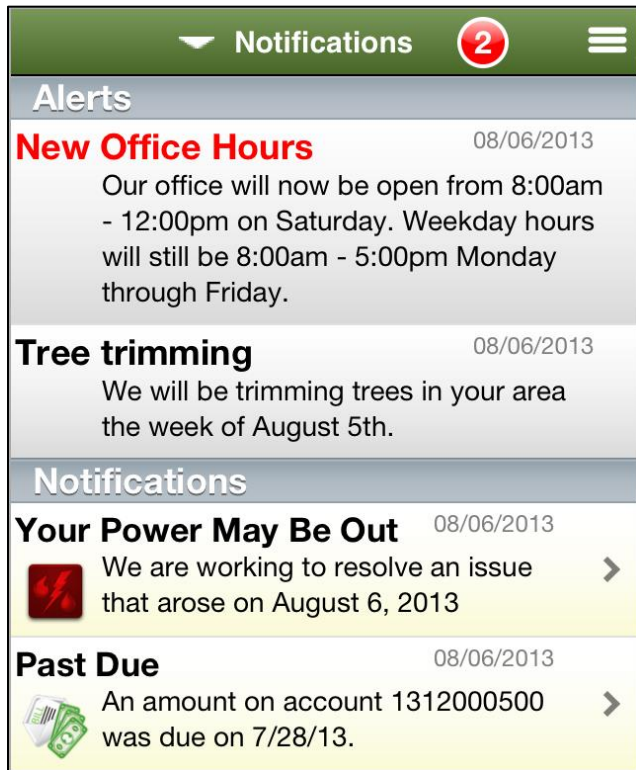 Notifications 2
Alerts
New Office Hours 08/06/2013
Our office will now be open from 8:00am
- 12:00pm on Saturday. Weekday hours
will still be 8:00am - 5:00pm Monday
through Friday.
Tree trimming 08/06/2013
We will be trimming trees in your area
the week of August 5th.
Notifications
Your Power May Be Out 08/06/2013
We are working to resolve an issue
that arose on August 6, 2013
Past Due 08/06/2013
An amount on account 1312000500
was due on 7/28/13.
BILL